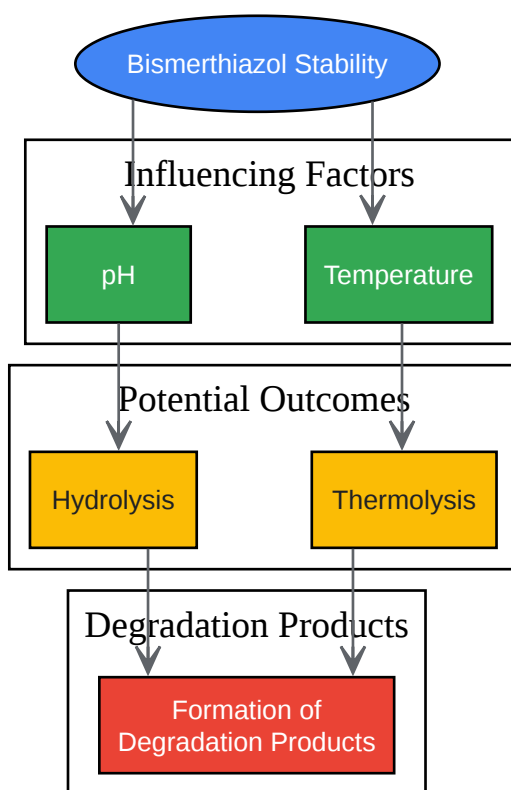 Bismerthiazol Stability
Influencing Factors
pH
Temperature
Potential Outcomes
Hydrolysis
Thermolysis
Degradation Products
Formation of
Degradation Products